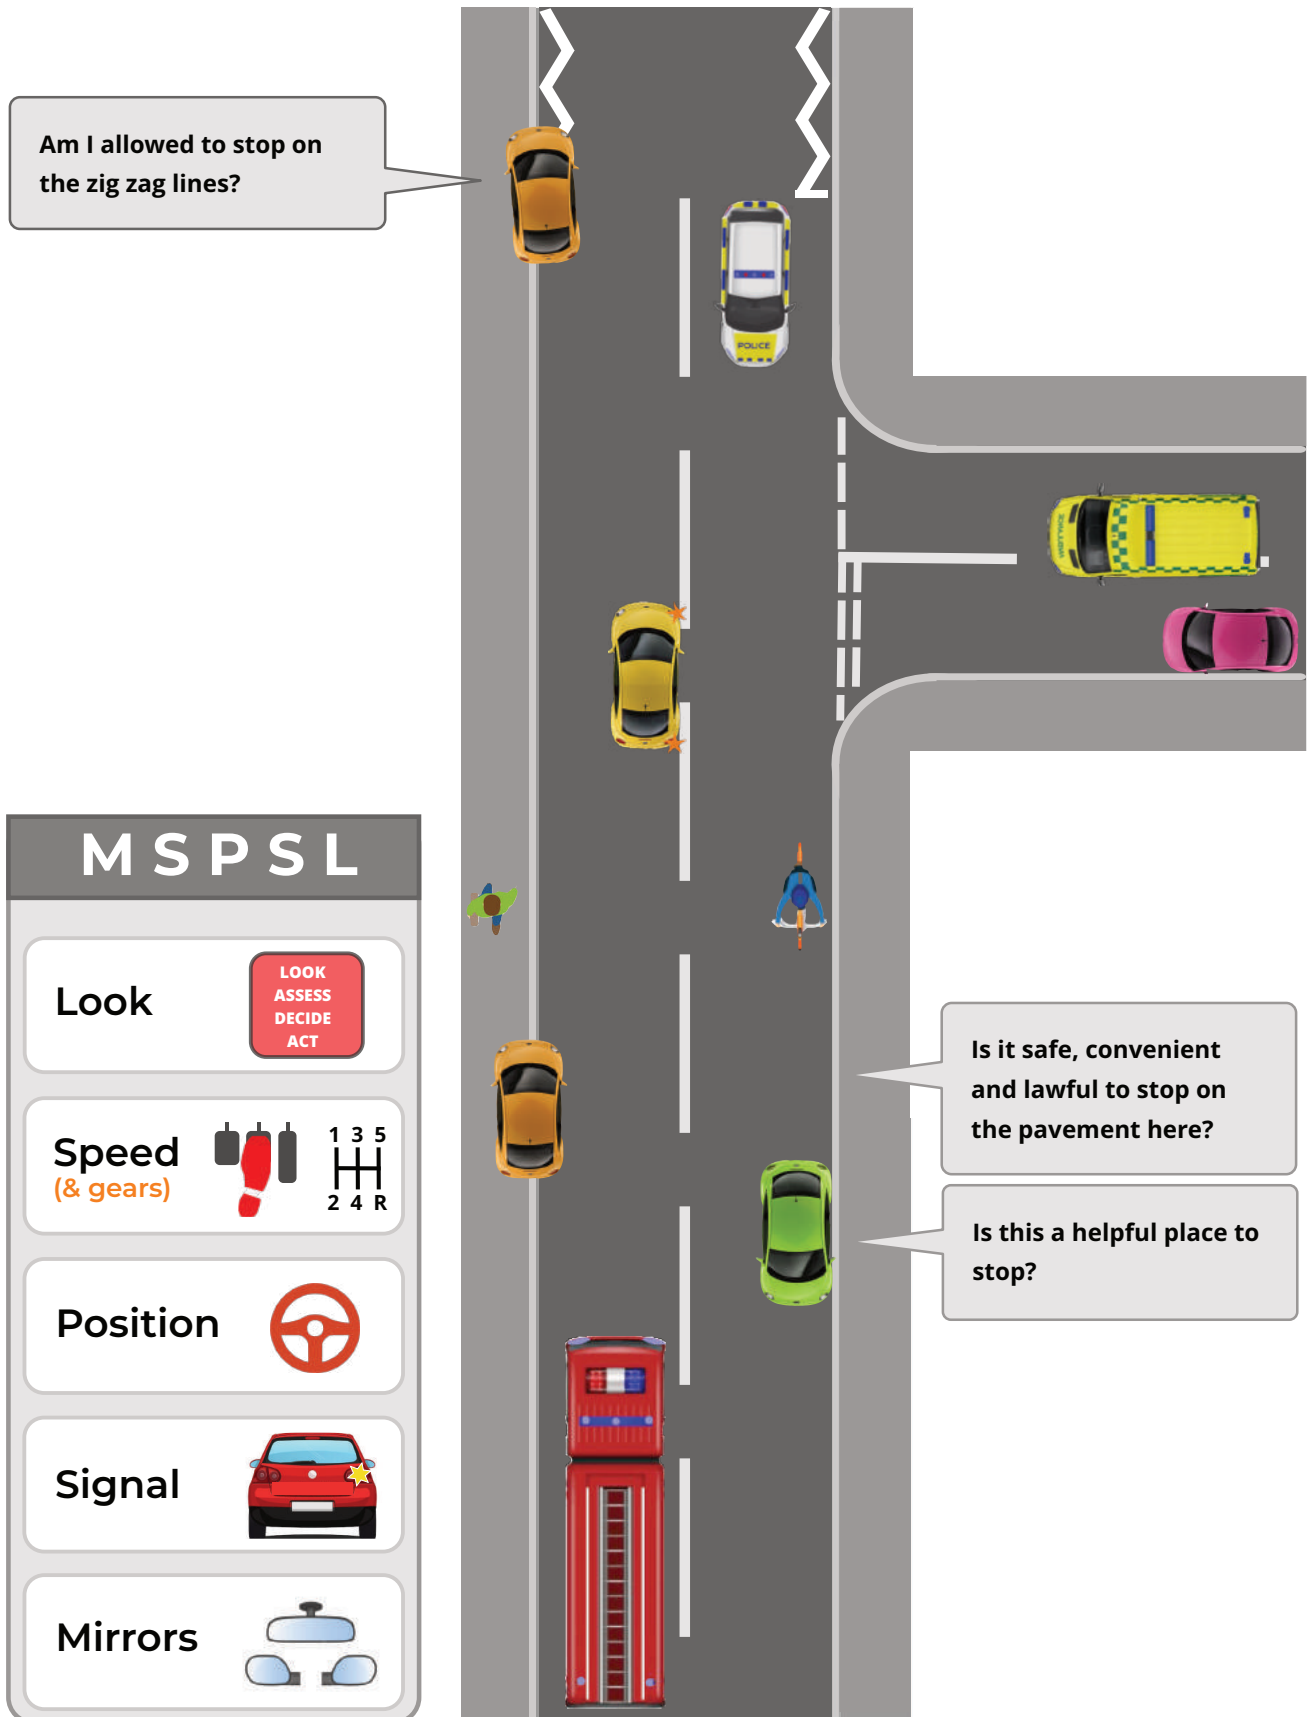 Am I allowed to stop on
the zig zag lines?
POLICE
AMBULANCE
M S P S L
Look
LOOK
ASSESS
DECIDE
ACT
Is it safe, convenient
and lawful to stop on
the pavement here?
Speed
(& gears)
1 3 5
2 4 R
Is this a helpful place to
stop?
Position
Signal
Mirrors